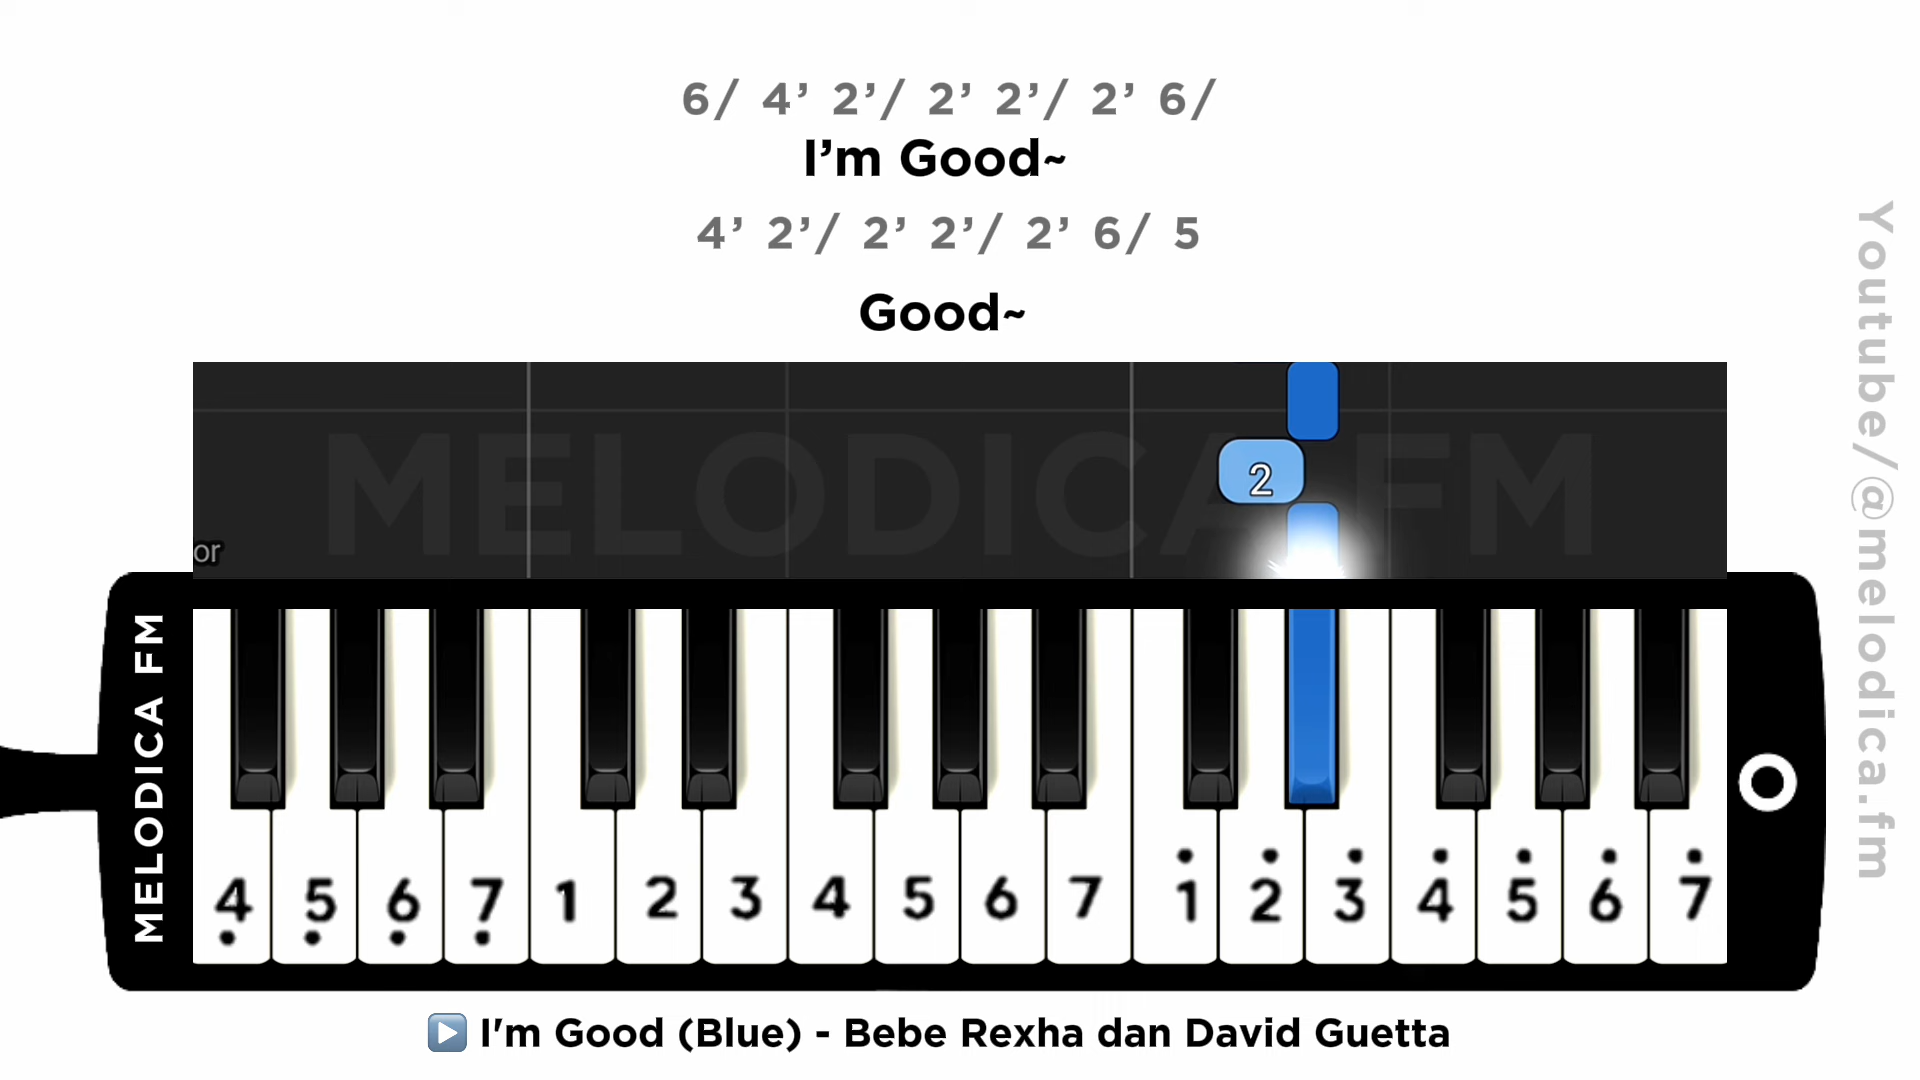 6/ 4’ 2’/ 2’ 2’/ 2’ 6/
I’m Good~
4’ 2’/ 2’ 2’/ 2’ 6/ 5
Good~
MELODICA FM
2
or
MELODICA FM
4 5 6 7 1 2 3 4 5 6 7 1 2 3 4 5 6 7
Youtube/@melodica.fm
I'm Good (Blue) - Bebe Rexha dan David Guetta